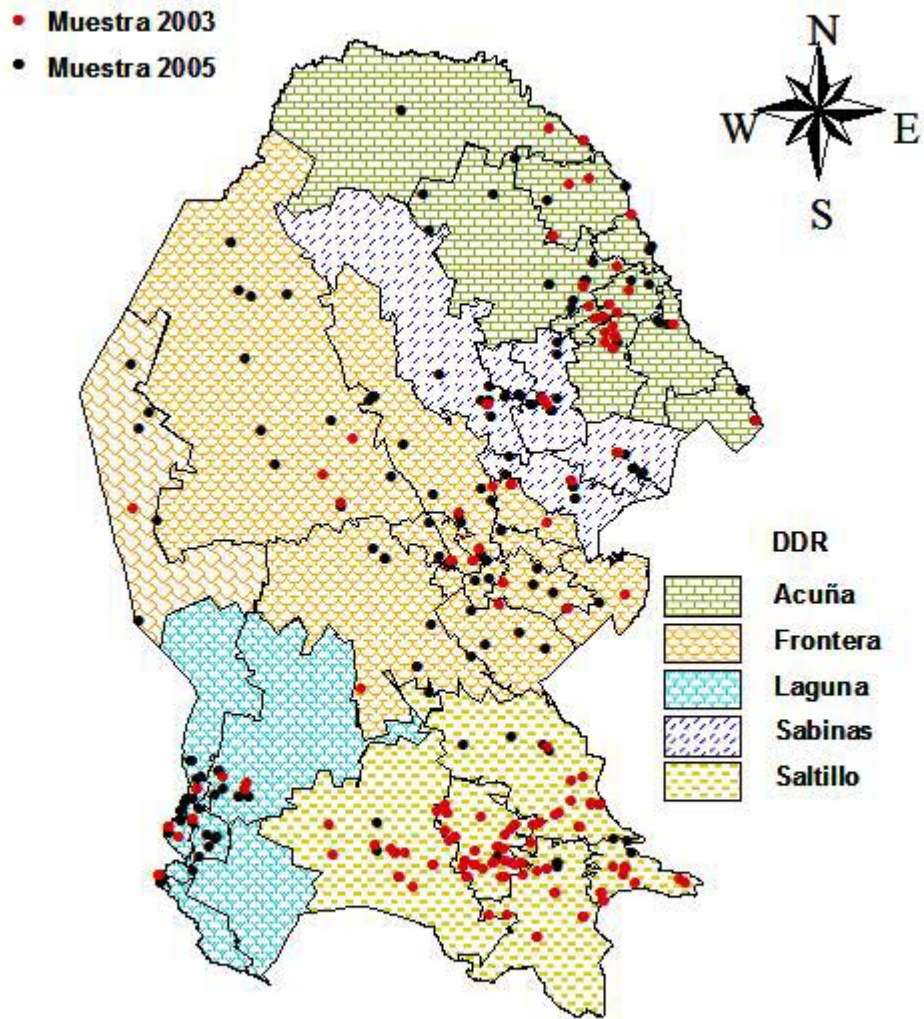 Muestra 2003
Muestra 2005
N
W E
S
DDR
Acuña
Frontera
Laguna
Sabinas
Saltillo